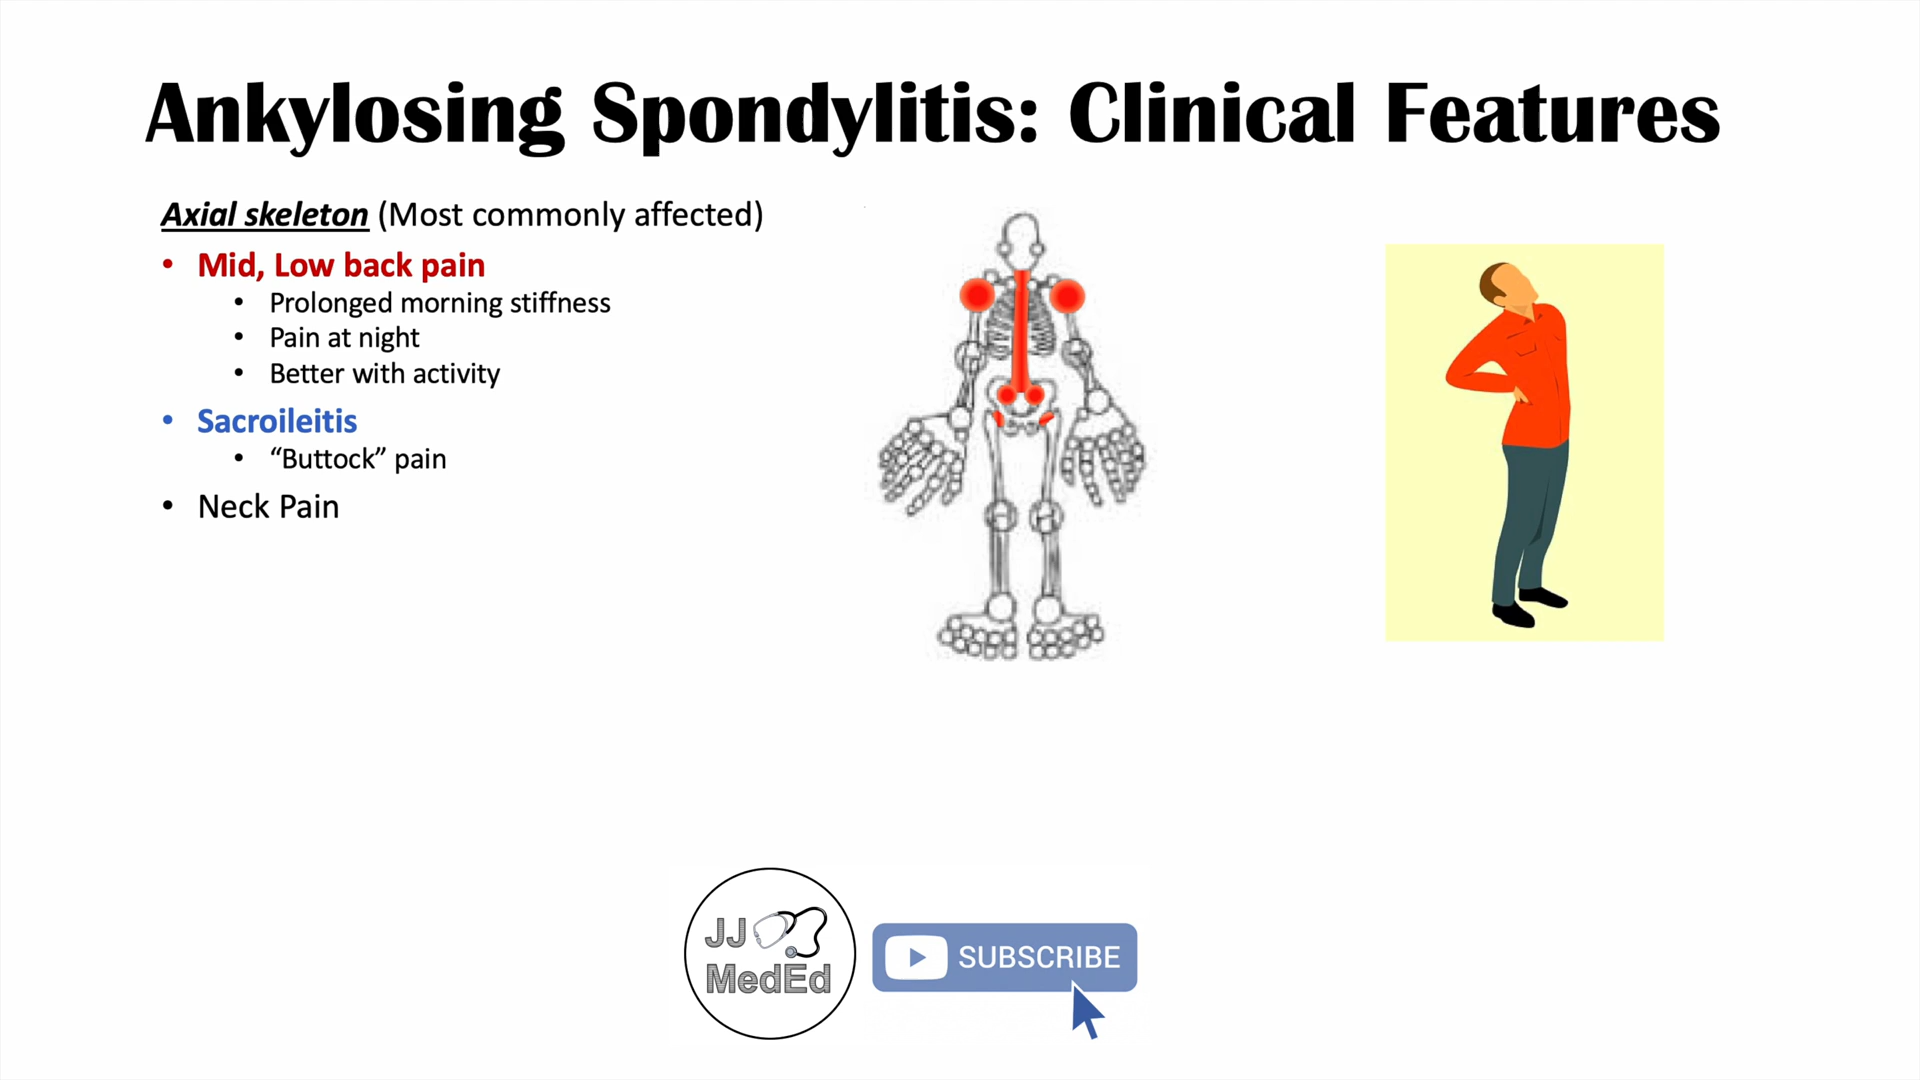 Ankylosing Spondylitis: Clinical Features
Axial skeleton (Most commonly affected)
• Mid, Low back pain
• Prolonged morning stiffness
• Pain at night
• Better with activity
• Sacroileitis
• “Buttock” pain
• Neck Pain
JJ
MedEd
SUBSCRIBE